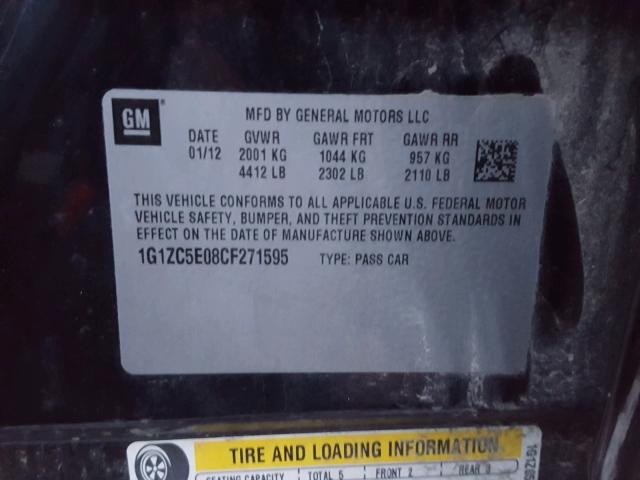 GM ®
MFD BY GENERAL MOTORS LLC
DATE GVWR GAWR FRT GAWR RR
01/12 2001 KG 1044 KG 957 KG
4412 LB 2302 LB 2110 LB
THIS VEHICLE CONFORMS TO ALL APPLICABLE U.S. FEDERAL MOTOR
VEHICLE SAFETY, BUMPER, AND THEFT PREVENTION STANDARDS IN
EFFECT ON THE DATE OF MANUFACTURE SHOWN ABOVE.
1G1ZC5E08CF271595 TYPE: PASS CAR
TIRE AND LOADING INFORMATION
SEATING CAPACITY TOTAL 5 FRONT 2 REAR 3